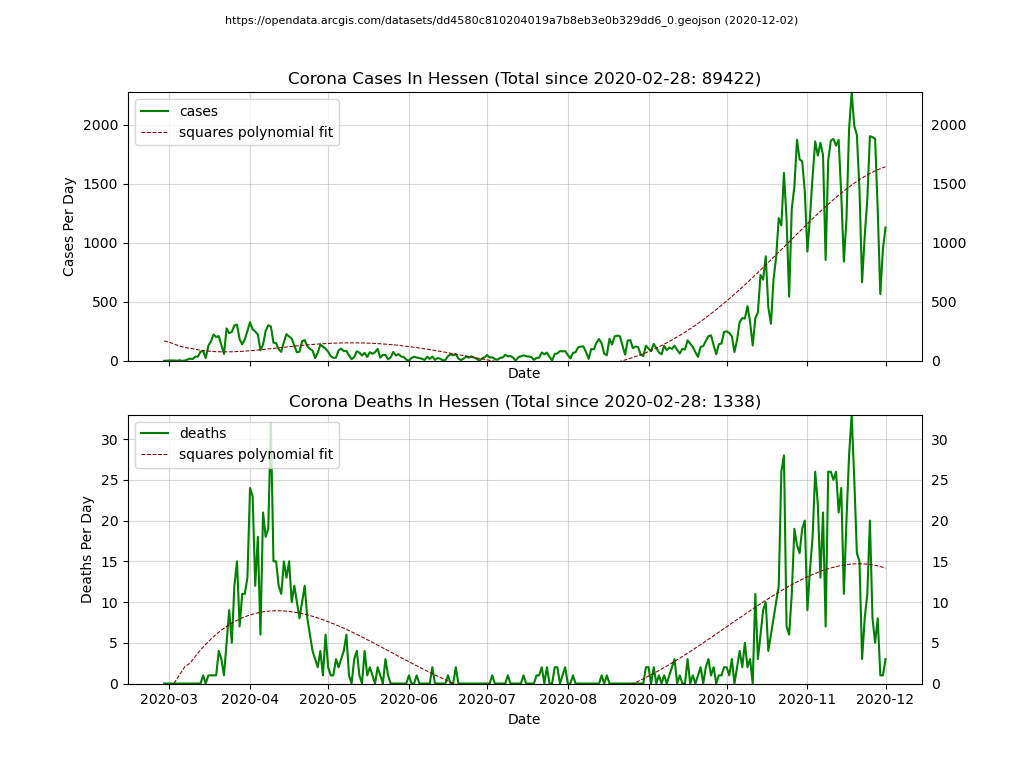 https://opendata.arcgis.com/datasets/dd4580c810204019a7b8eb3e0b329dd6_0.geojson (2020-12-02)
Corona Cases In Hessen (Total since 2020-02-28: 89422)
cases
squares polynomial fit
Cases Per Day
2000 2000
1500 1500
1000 1000
500 500
0 0
Date
Corona Deaths In Hessen (Total since 2020-02-28: 1338)
deaths
squares polynomial fit
Deaths Per Day
30 30
25 25
20 20
15 15
10 10
5 5
0 0
2020-03 2020-04 2020-05 2020-06 2020-07 2020-08 2020-09 2020-10 2020-11 2020-12
Date